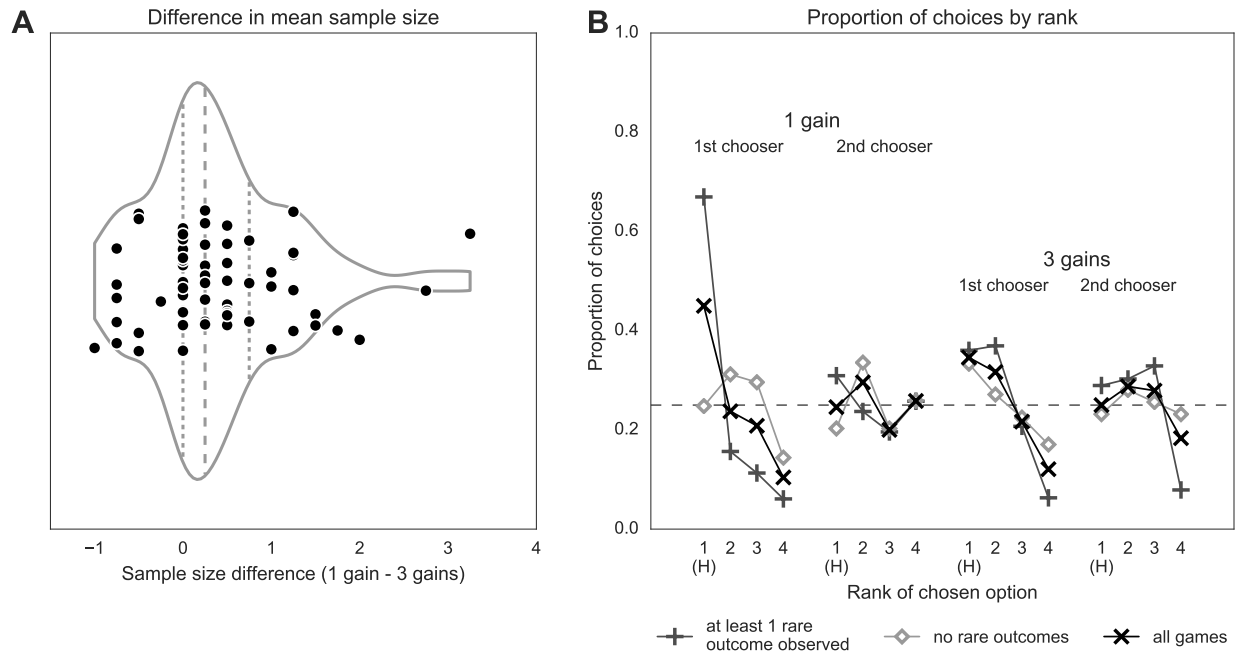 A
Difference in mean sample size
−1 0 1 2 3 4
Sample size difference (1 gain - 3 gains)
B
Proportion of choices by rank
Proportion of choices
1.0
0.8
0.6
0.4
0.2
0.0
1 gain
1st chooser 2nd chooser
3 gains
1st chooser 2nd chooser
1 2 3 4 1 2 3 4 1 2 3 4 1 2 3 4
(H) (H) (H) (H)
Rank of chosen option
at least 1 rare
outcome observed
no rare outcomes
all games